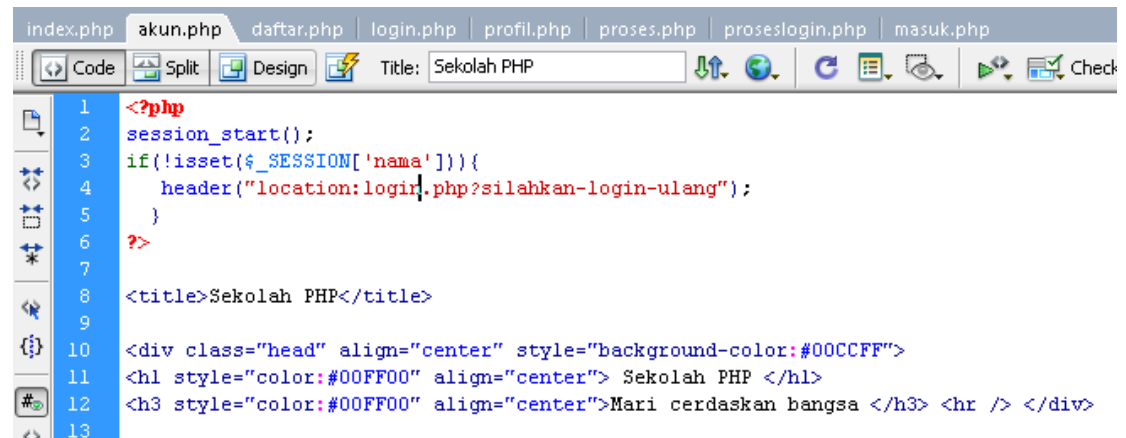 index.php akun.php daftar.php login.php profil.php proses.php proseslogin.php masuk.php
Code Split Design Title: Sekolah PHP Check
1 <?php
2 session_start();
3 if(!isset($_SESSION['nama'])){
4 header("location:login.php?silahkan-login-ulang");
5 }
6 ?>
7
8 <title>Sekolah PHP</title>
9
10 <div class="head" align="center" style="background-color:#00CCFF">
11 <h1 style="color:#00FF00" align="center"> Sekolah PHP </h1>
12 <h3 style="color:#00FF00" align="center">Mari cerdaskan bangsa </h3> <hr /> </div>
13